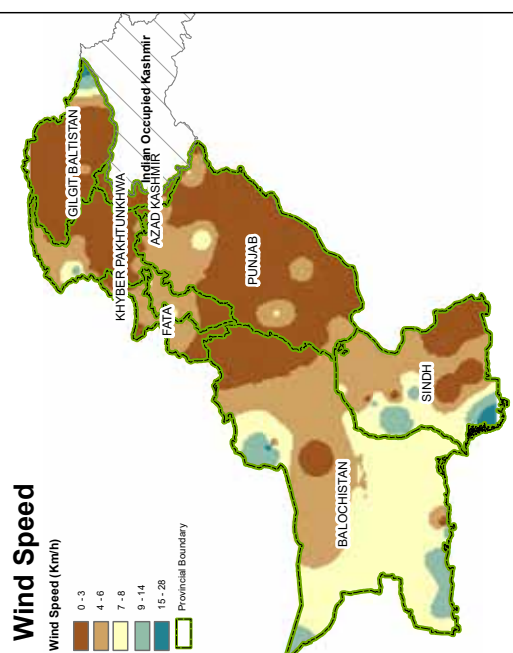 Wind Speed
Wind Speed (Km/h)
0 - 3
4 - 6
7 - 8
9 - 14
15 - 28
Provincial Boundary
GILGIT BALTISTAN
KHYBER PAKHTUNKHWA
Indian Occupied Kashmir
AZAD KASHMIR
FATA
PUNJAB
BALOCHISTAN
SINDH